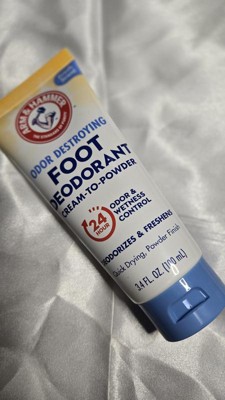 ARM & HAMMER
ODOR DESTROYING
FOOT
DEODORANT
CREAM-TO-POWDER
24
HOUR
ODOR &
WETNESS
CONTROL
DEODORIZES & FRESHENS
Quick Drying, Powder Finish
3.4 FL. OZ. (100 mL)